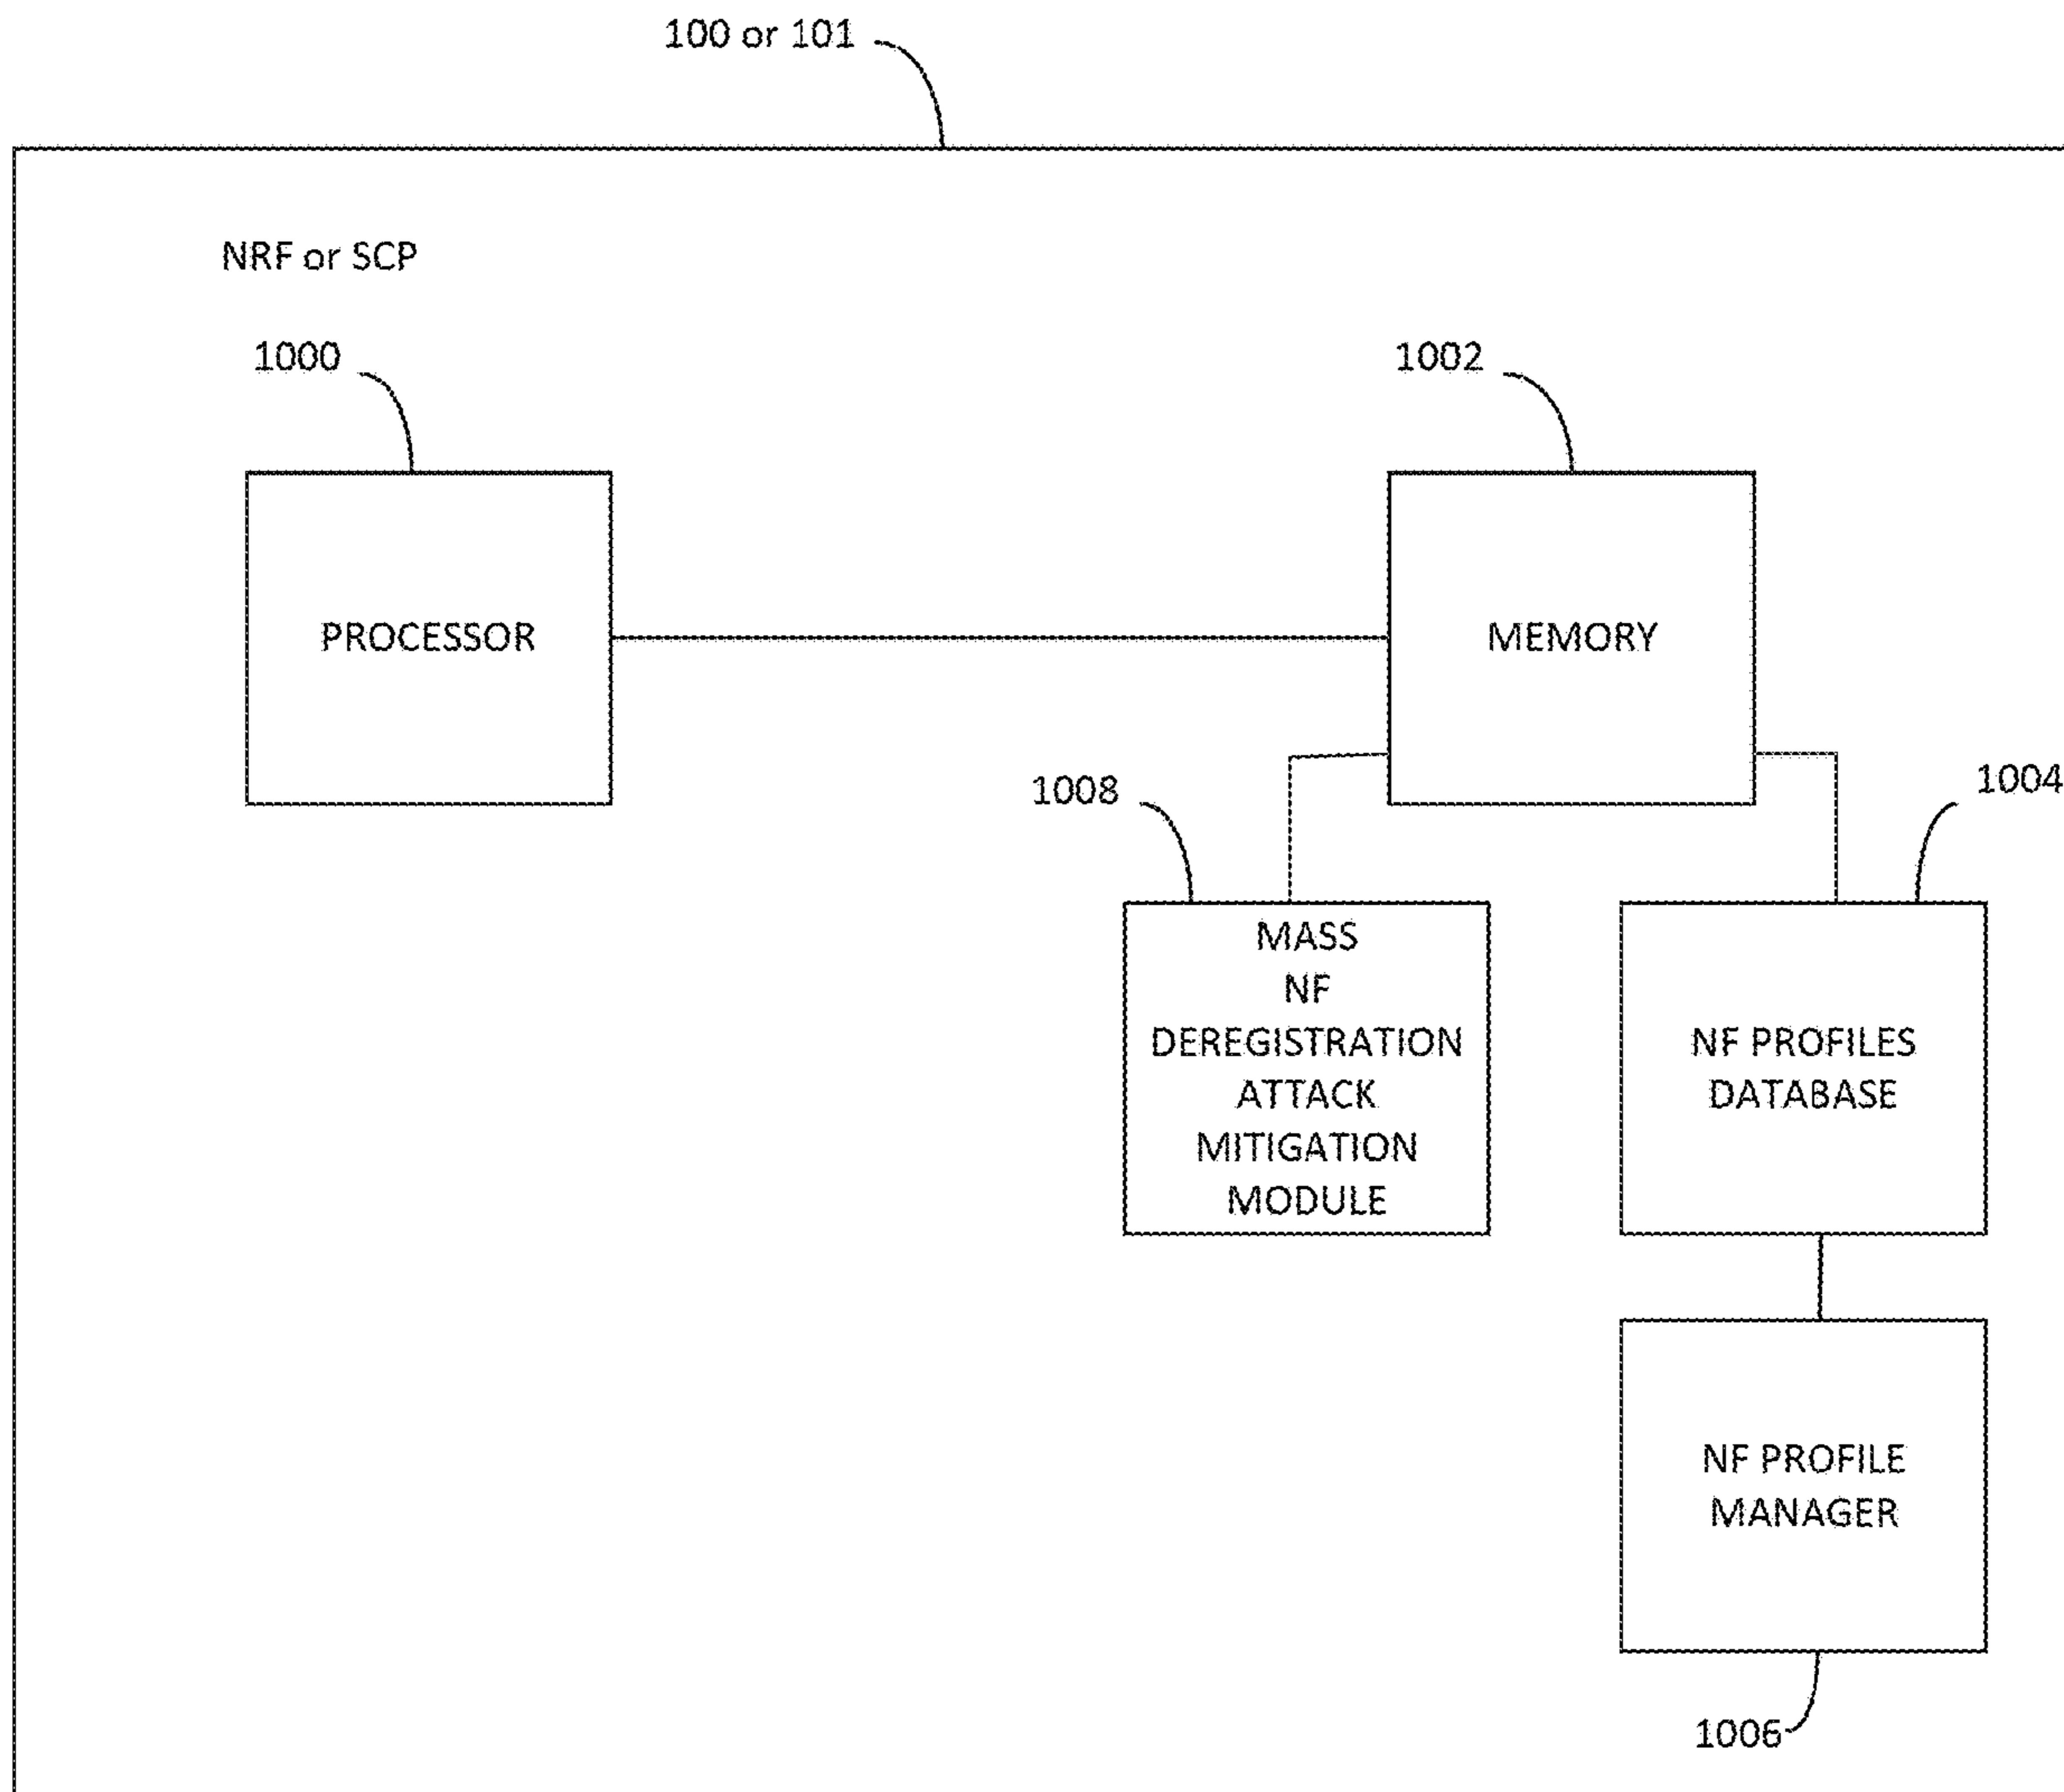 100 or 101
NRF or SCP
1000
1002
PROCESSOR
MEMORY
1008
1004
MASS
NF
DEREGISTRATION
ATTACK
MITIGATION
MODULE
NF PROFILES
DATABASE
NF PROFILE
MANAGER
1006